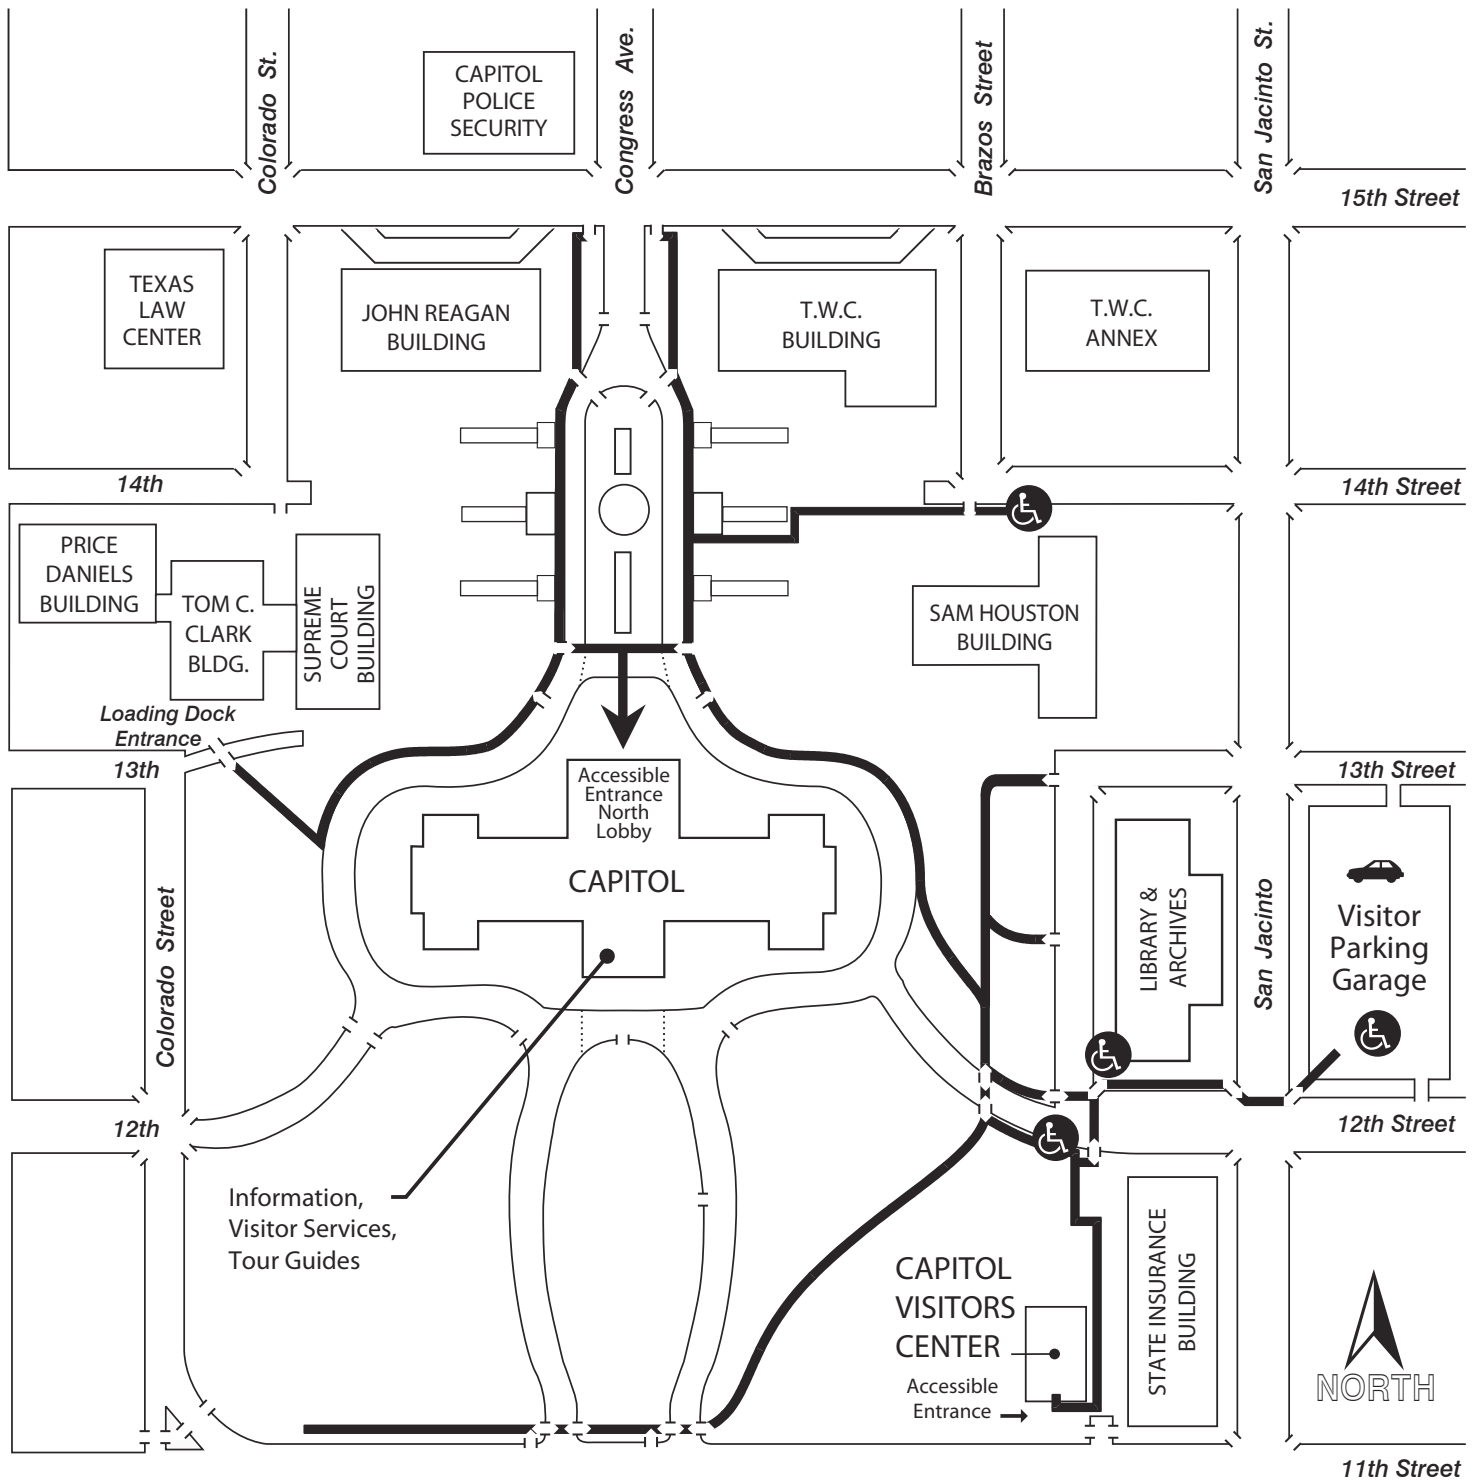 Colorado St.
Congress Ave.
Brazos Street
San Jacinto St.
CAPITOL
POLICE
SECURITY
15th Street
TEXAS
LAW
CENTER
JOHN REAGAN
BUILDING
T.W.C.
BUILDING
T.W.C.
ANNEX
14th
14th Street
PRICE
DANIELS
BUILDING
TOM C.
CLARK
BLDG.
SUPREME
COURT
BUILDING
SAM HOUSTON
BUILDING
Loading Dock
Entrance
13th
13th Street
Accessible
Entrance
North
Lobby
CAPITOL
Colorado Street
LIBRARY &
ARCHIVES
San Jacinto
Visitor
Parking
Garage
12th
12th Street
Information,
Visitor Services,
Tour Guides
CAPITOL
VISITORS
CENTER
Accessible
Entrance
STATE INSURANCE
BUILDING
NORTH
11th Street